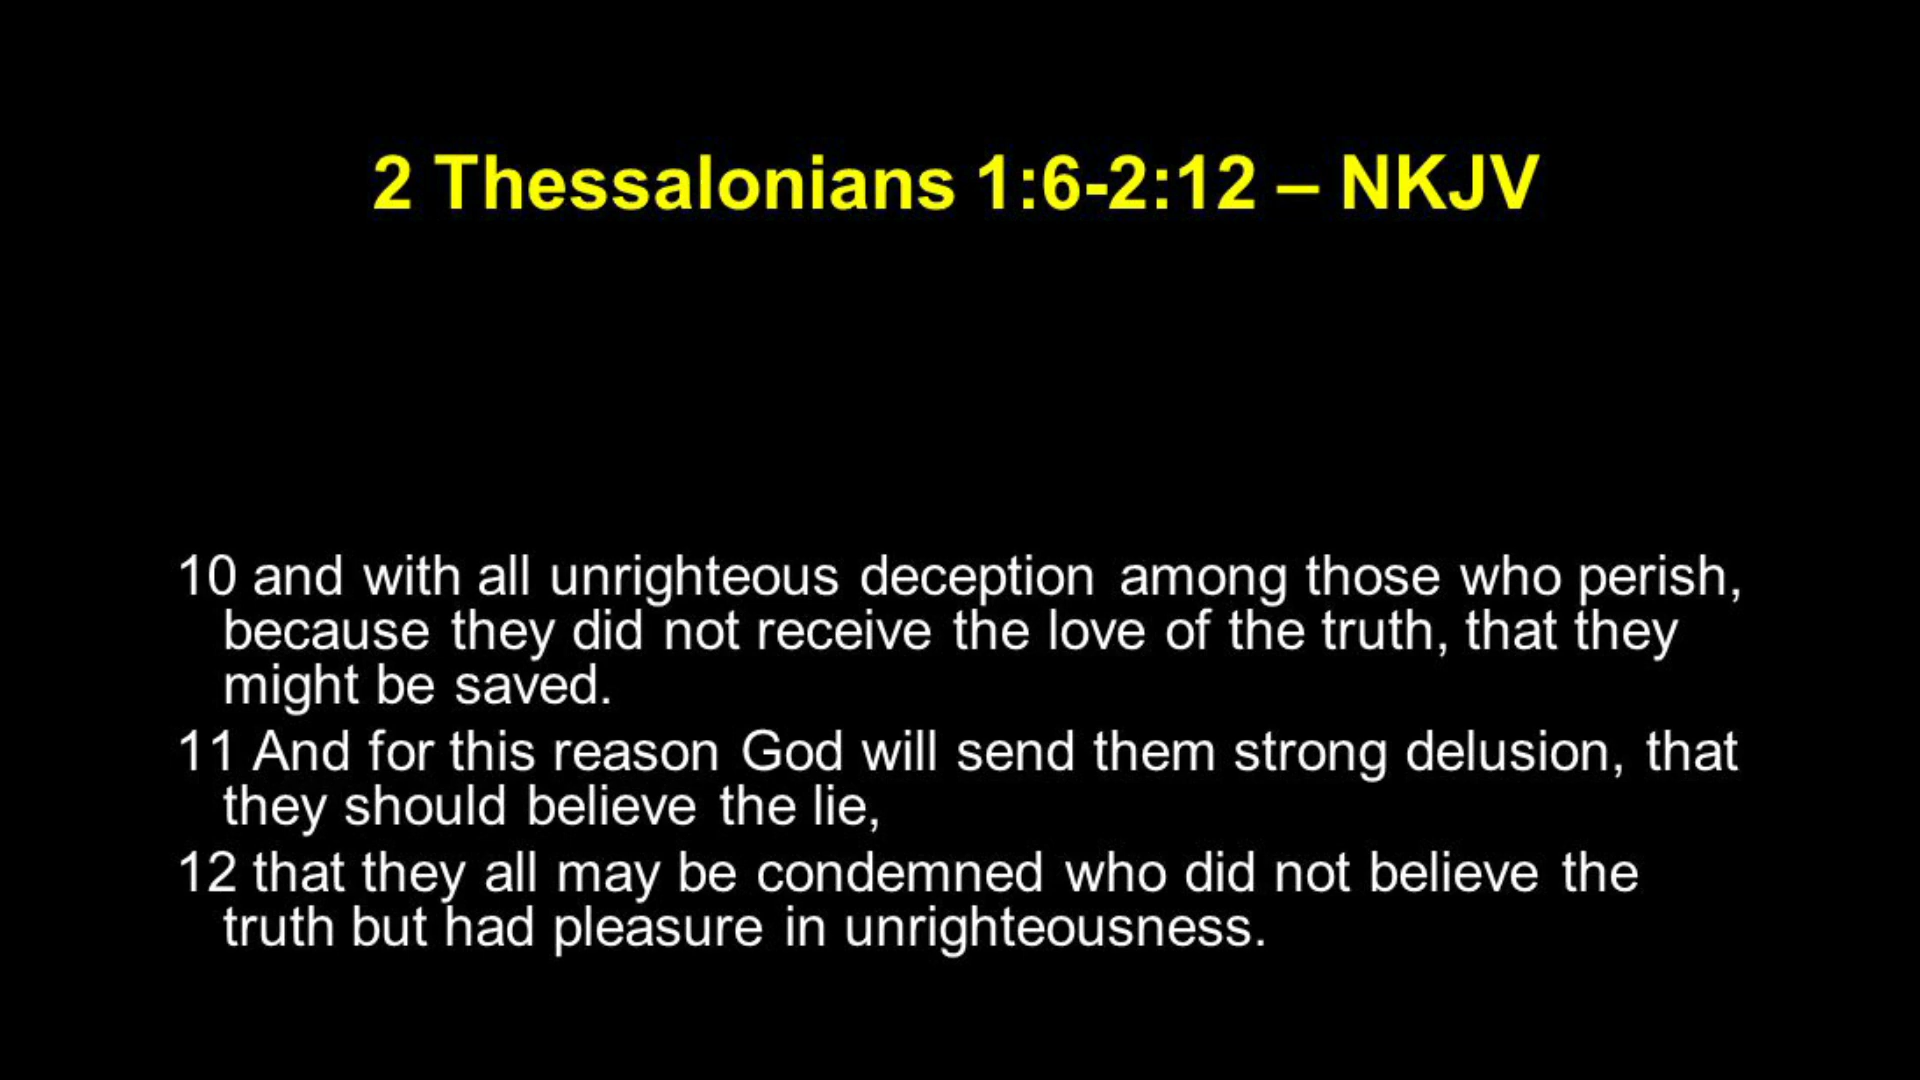 2 Thessalonians 1:6-2:12 – NKJV
10 and with all unrighteous deception among those who perish,
because they did not receive the love of the truth, that they
might be saved.
11 And for this reason God will send them strong delusion, that
they should believe the lie,
12 that they all may be condemned who did not believe the
truth but had pleasure in unrighteousness.